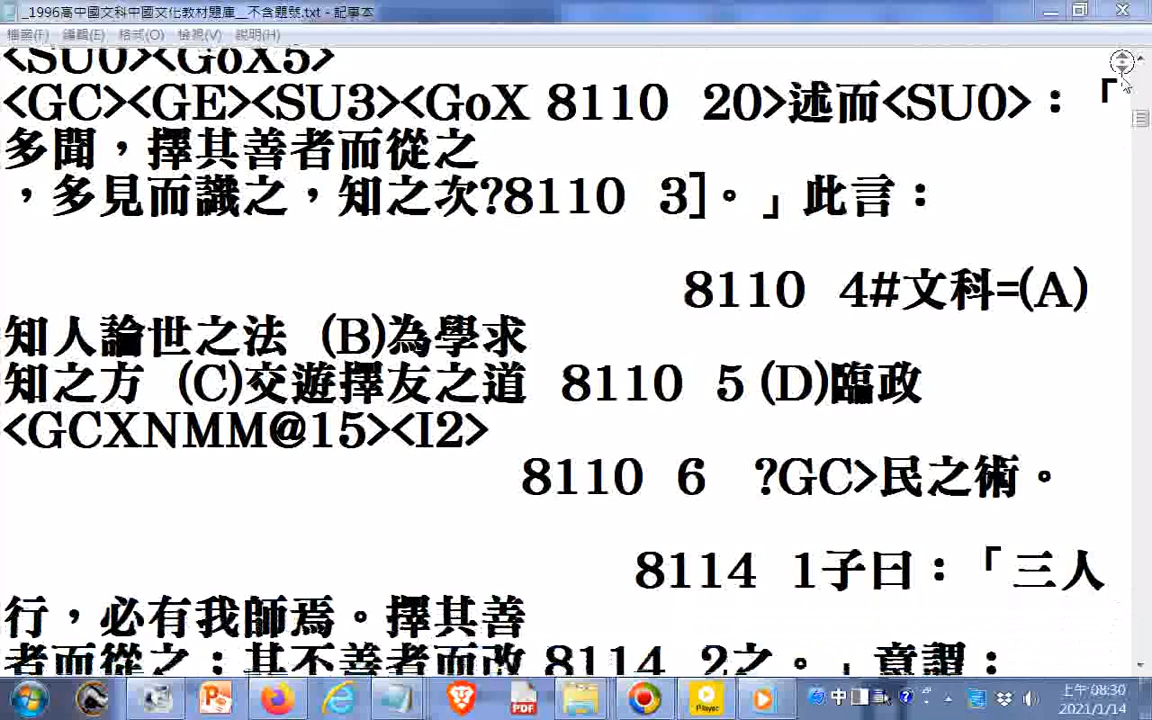 _1996高中國文科中國文化教材題庫__不含題號.txt - 記事本
檔案(F) 編輯(E) 格式(O) 檢視(V) 說明(H)
<SU0><GoX5>
<GC><GE><SU3><GoX 8110 20>述而<SU0>：「
多聞，擇其善者而從之
，多見而識之，知之次?8110 3]。」此言：
8110 4#文科=(A)
知人論世之法 (B)為學求
知之方 (C)交遊擇友之道 8110 5 (D)臨政
<GCXNMM@15><I2>
8110 6 ?GC>民之術。
8114 1子曰：「三人
行，必有我師焉。擇其善
者而從之；其不善者而改 8114 2之。」意謂：
中
Player
PDF
上午 08:30
2021/1/14